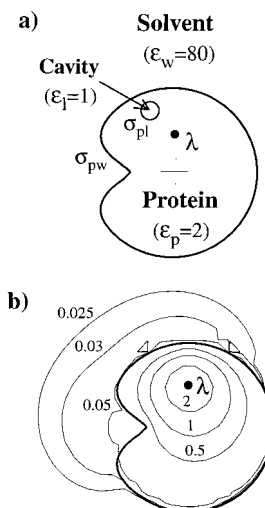 a)
Solvent
(εw=80)
Cavity
(εl=1)
σpl
λ
σpw
Protein
(εp=2)
b)
0.025
0.03
0.05
λ
2
1
0.5